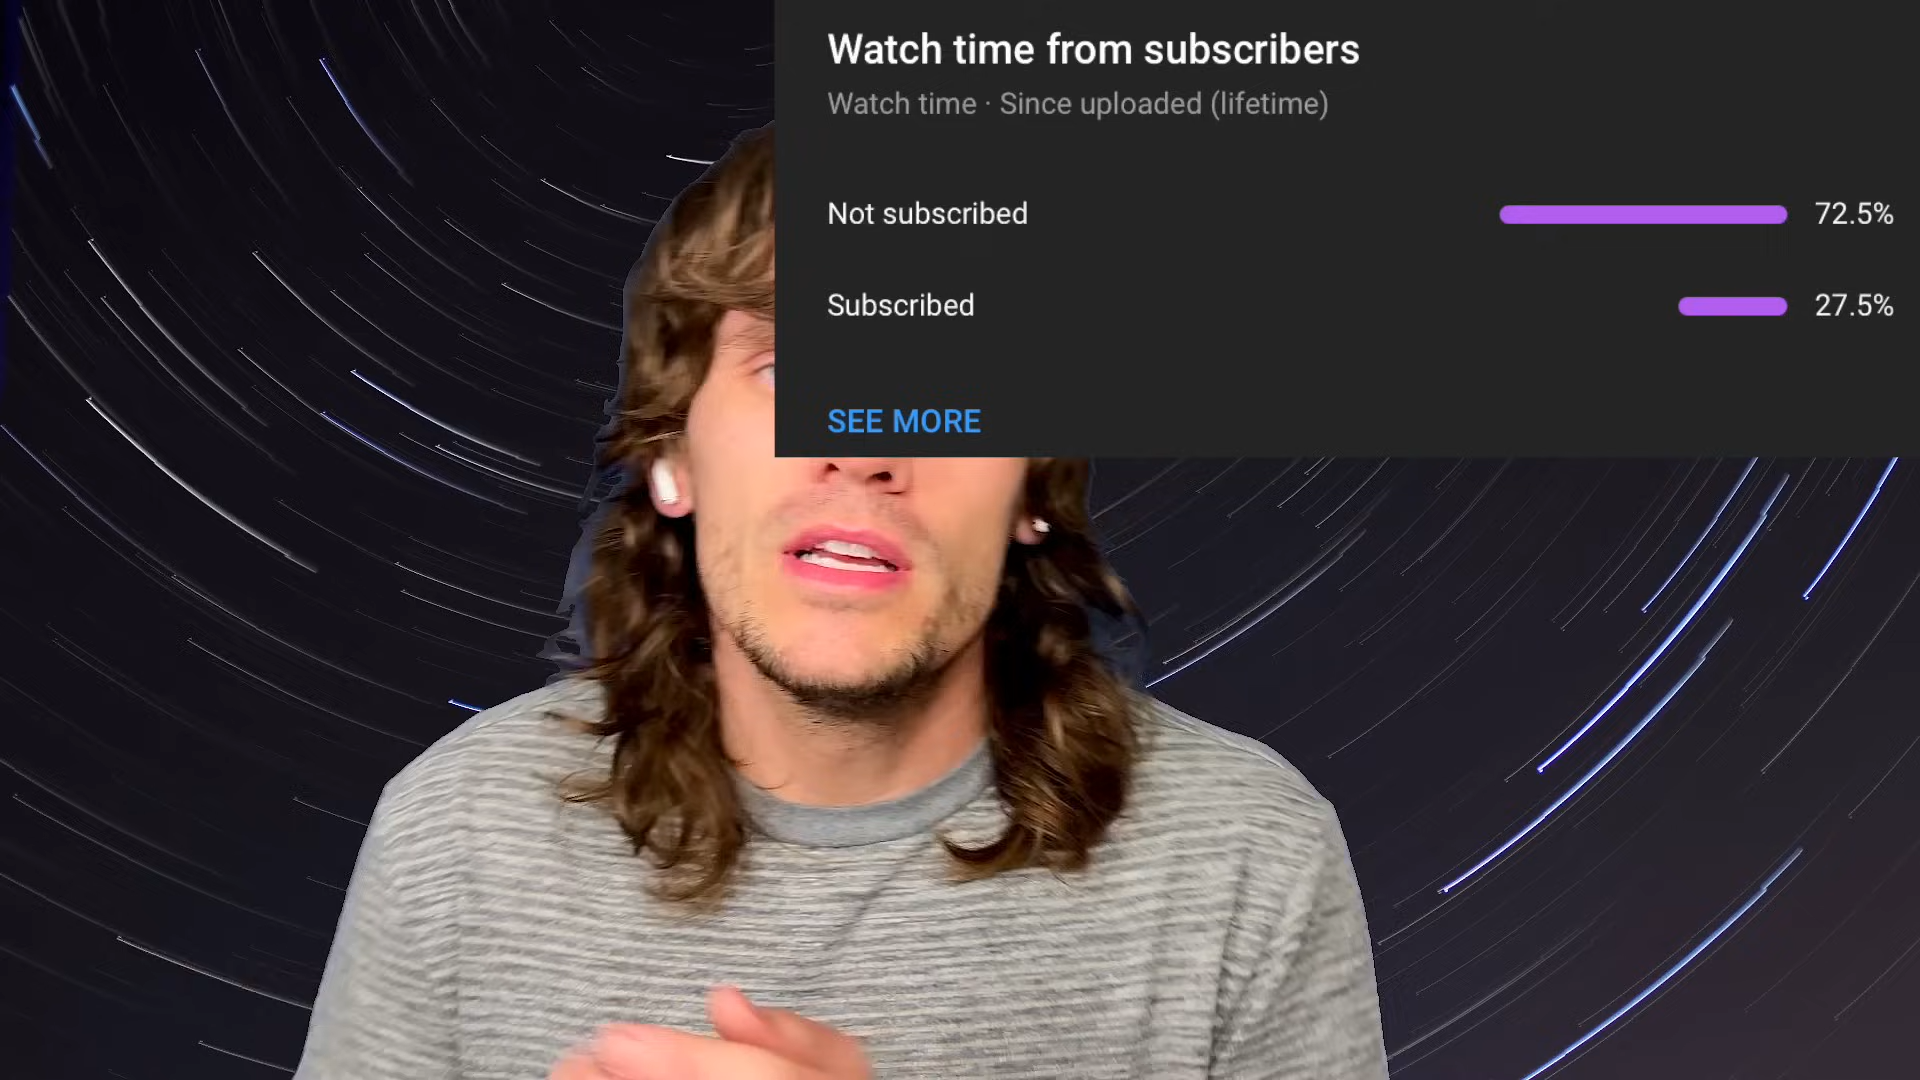 Watch time from subscribers
Watch time · Since uploaded (lifetime)
Not subscribed 72.5%
Subscribed 27.5%
SEE MORE